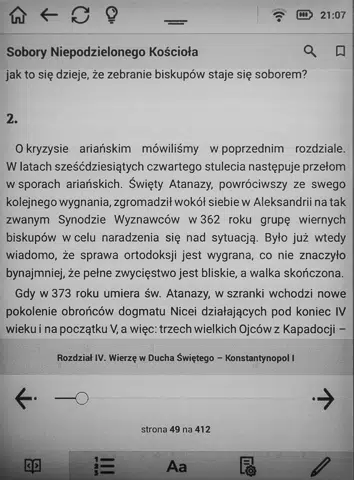 21:07
Sobory Niepodzielonego Kościoła
jak to się dzieje, że zebranie biskupów staje się soborem?
2.
O kryzysie ariańskim mówiliśmy w poprzednim rozdziale.
W latach sześćdziesiątych czwartego stulecia następuje przełom
w sporach ariańskich. Święty Atanazy, powróciwszy ze swego
kolejnego wygnania, zgromadził wokół siebie w Aleksandrii na tak
zwanym Synodzie Wyznawców w 362 roku grupę wiernych
biskupów w celu naradzenia się nad sytuacją. Było już wtedy
wiadomo, że sprawa ortodoksji jest wygrana, co nie znaczyło
bynajmniej, że pełne zwycięstwo jest bliskie, a walka skończona.
Gdy w 373 roku umiera św. Atanazy, w szranki wchodzi nowe
pokolenie obrońców dogmatu Nicei działających pod koniec IV
wieku i na początku V, a więc: trzech wielkich Ojców z Kapadocji –
Rozdział IV. Wierzę w Ducha Świętego – Konstantynopol I
strona 49 na 412
Aa